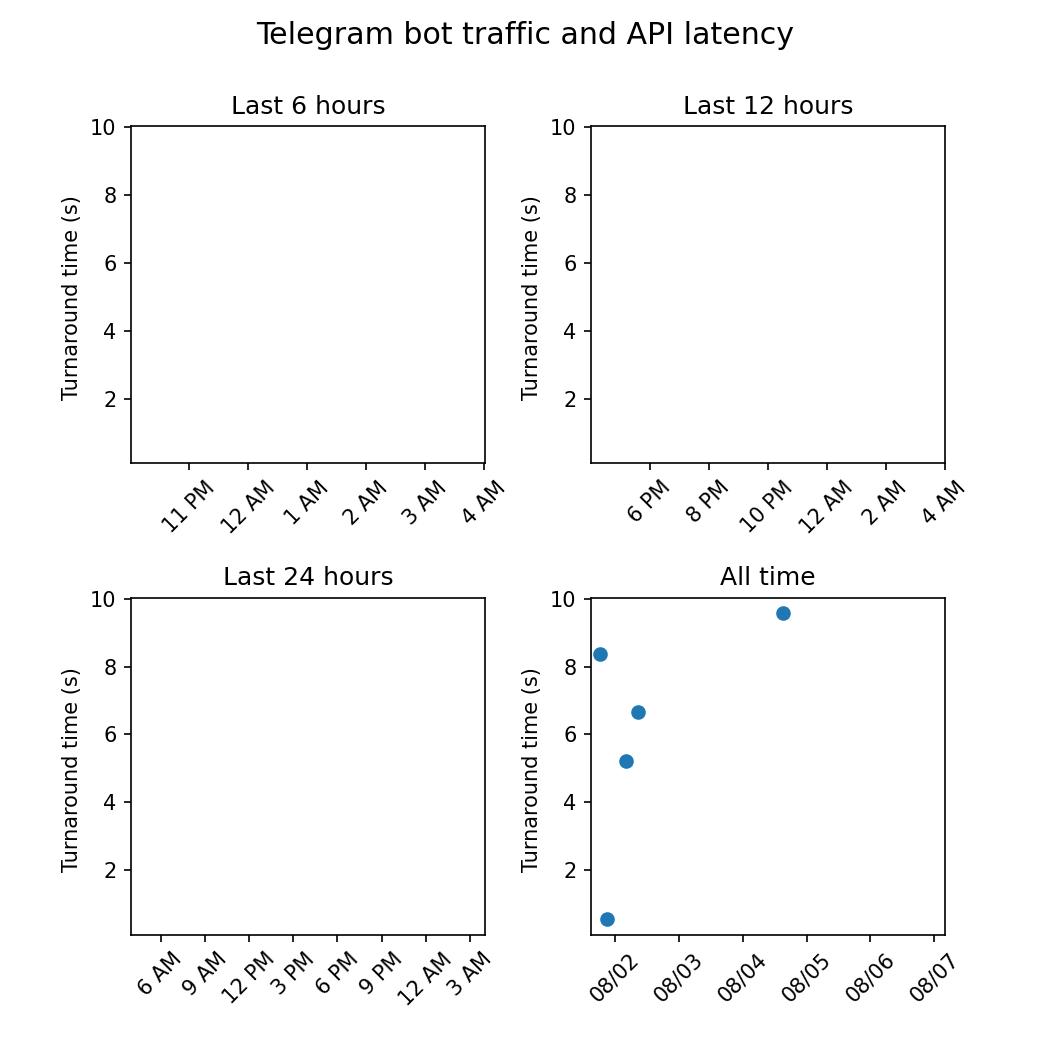 Telegram bot traffic and API latency
Last 6 hours
Turnaround time (s)
10
8
6
4
2
11 PM
12 AM
1 AM
2 AM
3 AM
4 AM
Last 12 hours
Turnaround time (s)
10
8
6
4
2
6 PM
8 PM
10 PM
12 AM
2 AM
4 AM
Last 24 hours
Turnaround time (s)
10
8
6
4
2
6 AM
9 AM
12 PM
3 PM
6 PM
9 PM
12 AM
3 AM
All time
Turnaround time (s)
10
8
6
4
2
08/02
08/03
08/04
08/05
08/06
08/07